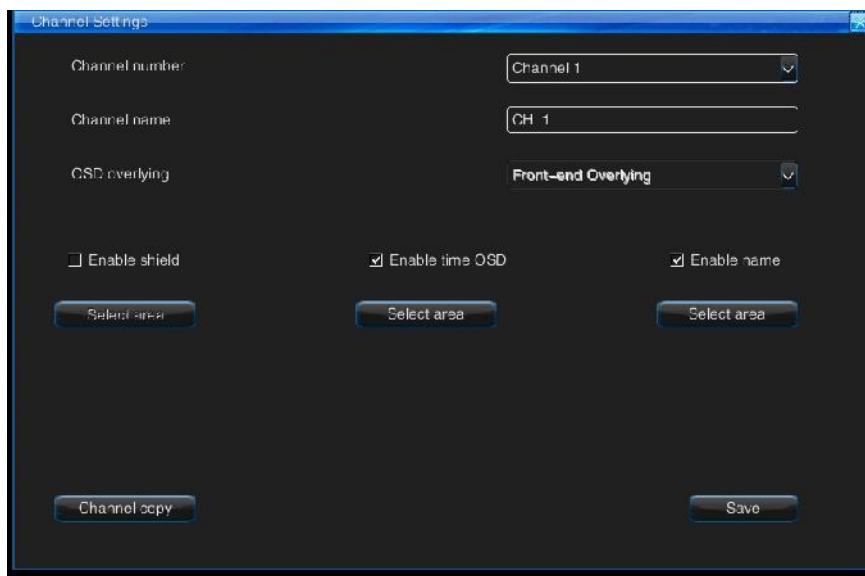 Channel Settings
Channel number
Channel 1
Channel name
CH 1
OSD overlying
Front-end Overlying
Enable shield
Enable time OSD
Enable name
Select area
Select area
Select area
Channel copy
Save